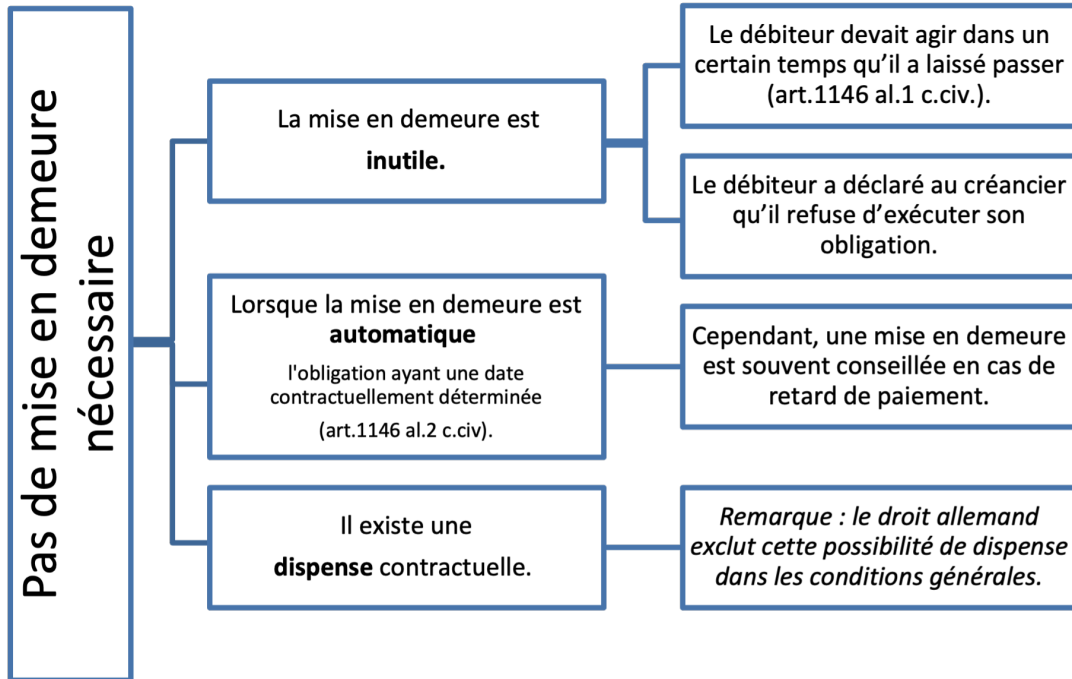 Pas de mise en demeure
nécessaire
La mise en demeure est
inutile.
Le débiteur devait agir dans un
certain temps qu’il a laissé passer
(art.1146 al.1 c.civ.).
Le débiteur a déclaré au créancier
qu’il refuse d’exécuter son
obligation.
Lorsque la mise en demeure est
automatique
l'obligation ayant une date
contractuellement déterminée
(art.1146 al.2 c.civ).
Cependant, une mise en demeure
est souvent conseillée en cas de
retard de paiement.
Il existe une
dispense contractuelle.
Remarque : le droit allemand
exclut cette possibilité de dispense
dans les conditions générales.